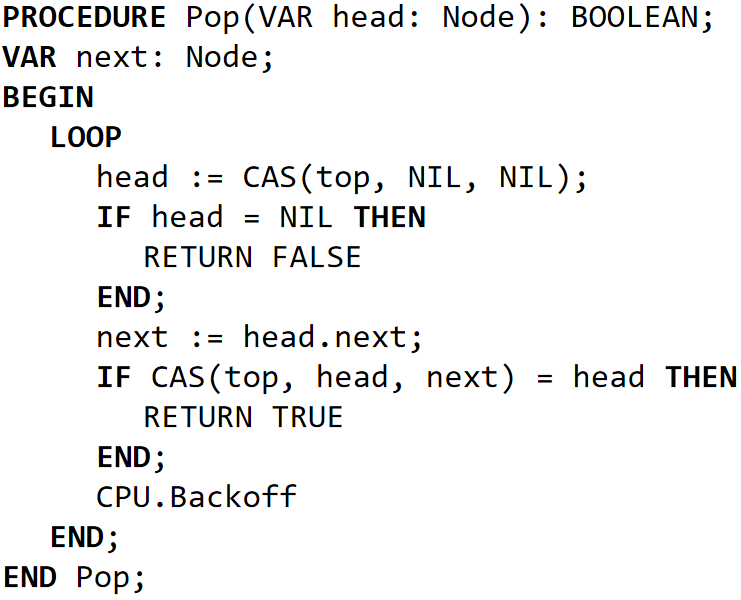 PROCEDURE Pop(VAR head: Node): BOOLEAN;
VAR next: Node;
BEGIN
LOOP
head := CAS(top, NIL, NIL);
IF head = NIL THEN
RETURN FALSE
END;
next := head.next;
IF CAS(top, head, next) = head THEN
RETURN TRUE
END;
CPU.Backoff
END;
END Pop;